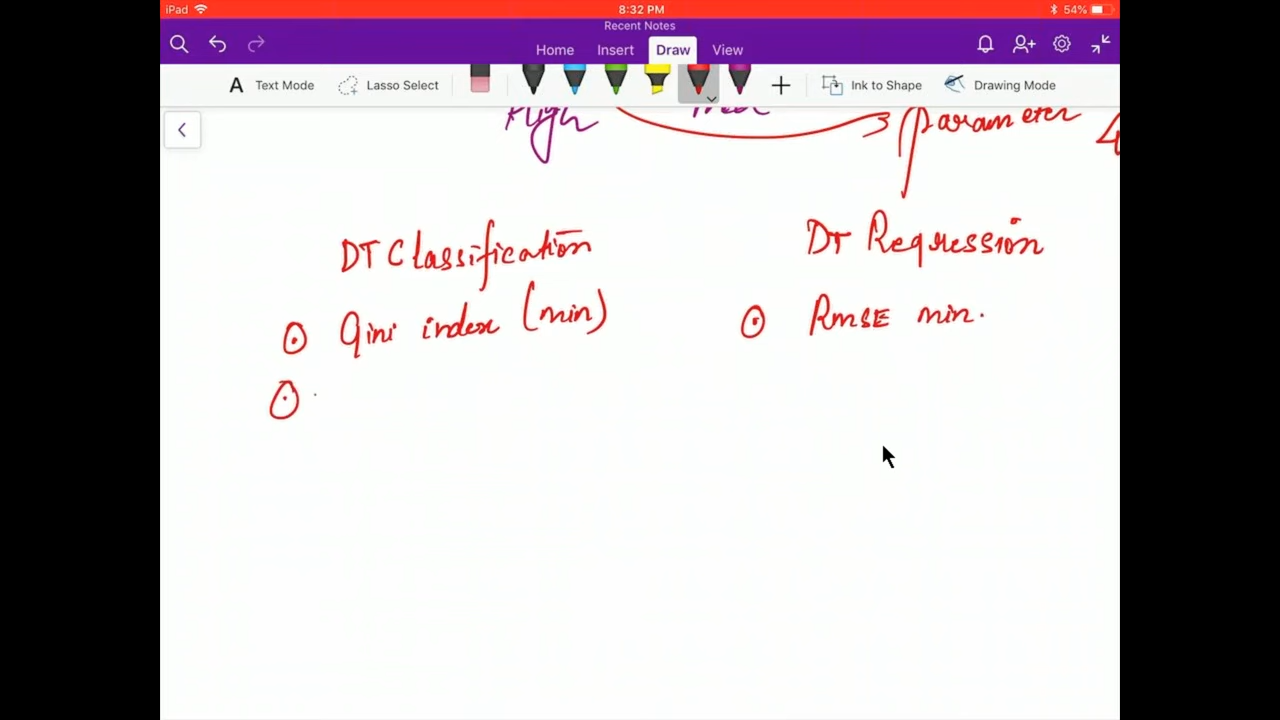 iPad 8:32 PM 54%
Recent Notes
Home Insert Draw View
A Text Mode Lasso Select Ink to Shape Drawing Mode
High parameter
DT Classification
Gini index (min)
DT Regression
RMSE min.